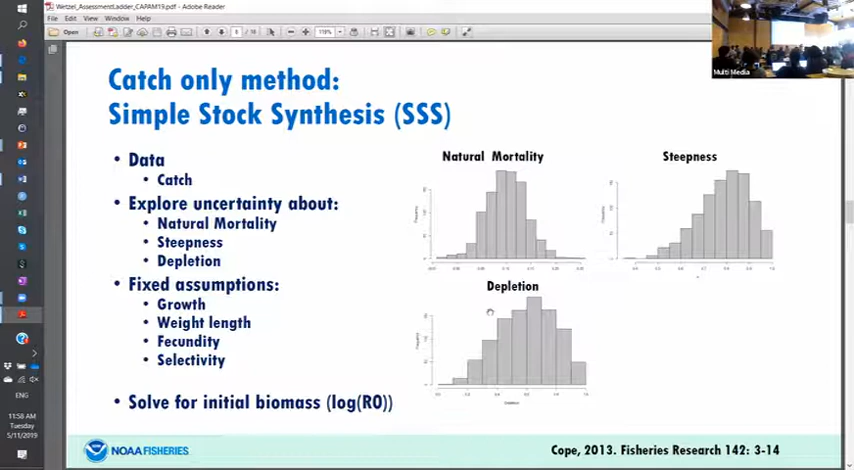 Wetzel_AssessmentLadder_CAPAM19.pdf - Adobe Reader
File Edit View Window Help
Open
119%
Multi Media
Catch only method:
Simple Stock Synthesis (SSS)
• Data
• Catch
• Explore uncertainty about:
• Natural Mortality
• Steepness
• Depletion
• Fixed assumptions:
• Growth
• Weight length
• Fecundity
• Selectivity
• Solve for initial biomass (log(R0))
Natural Mortality
Steepness
Depletion
NOAA FISHERIES
Cope, 2013. Fisheries Research 142: 3-14
ENG
11:58 AM
Tuesday
5/11/2019